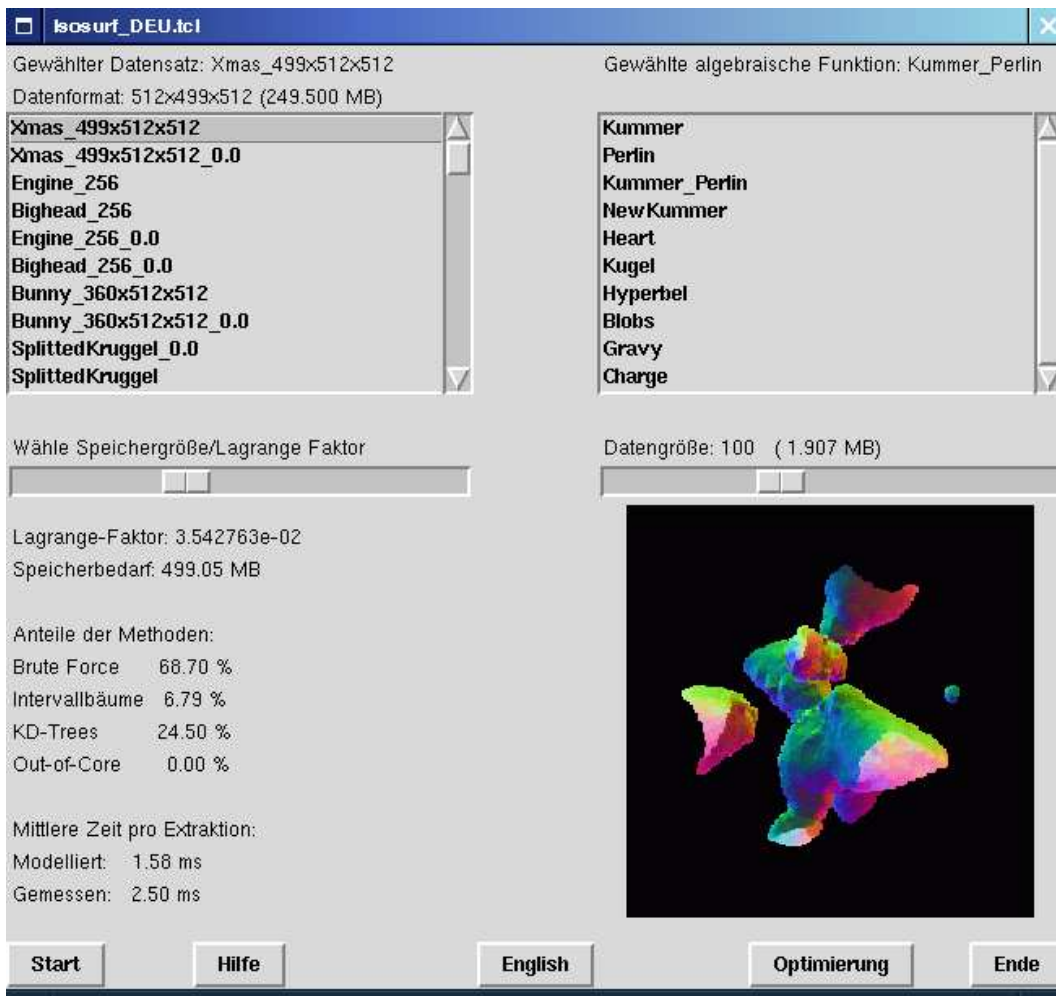 Isosurf_DEU.tcl
Gewählter Datensatz: Xmas_499x512x512
Datenformat: 512x499x512 (249.500 MB)
Xmas_499x512x512
Xmas_499x512x512_0.0
Engine_256
Bighead_256
Engine_256_0.0
Bighead_256_0.0
Bunny_360x512x512
Bunny_360x512x512_0.0
SplittedKruggel_0.0
SplittedKruggel
Gewählte algebraische Funktion: Kummer_Perlin
Kummer
Perlin
Kummer_Perlin
NewKummer
Heart
Kugel
Hyperbel
Blobs
Gravy
Charge
Wähle Speichergröße/Lagrange Faktor
Datengröße: 100 ( 1.907 MB)
Lagrange-Faktor: 3.542763e-02
Speicherbedarf: 499.05 MB
Anteile der Methoden:
Brute Force 68.70 %
Intervallbäume 6.79 %
KD-Trees 24.50 %
Out-of-Core 0.00 %
Mittlere Zeit pro Extraktion:
Modelliert: 1.58 ms
Gemessen: 2.50 ms
Start Hilfe English Optimierung Ende